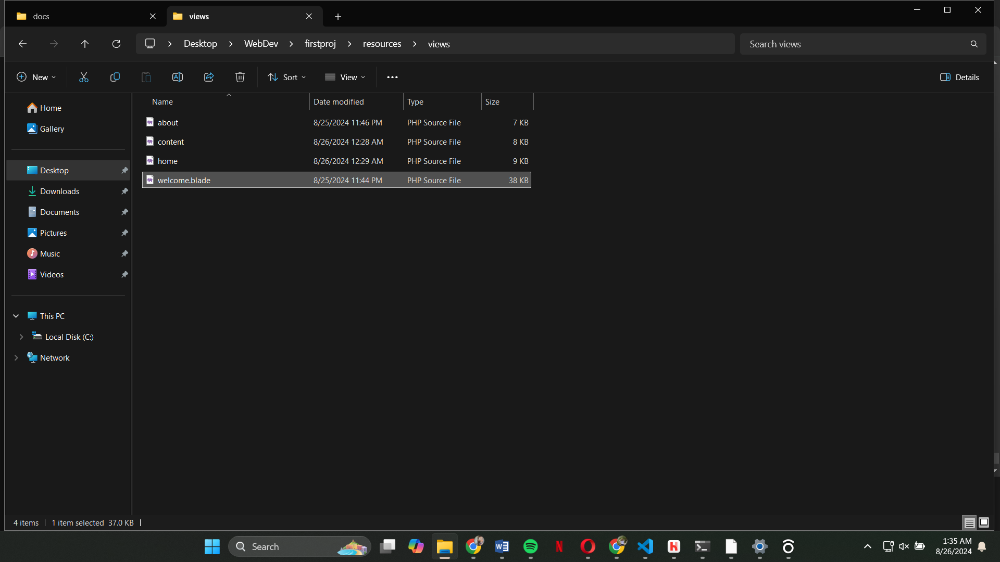 docs
views
Desktop
WebDev
firstproj
resources
views
Search views
New
Sort
View
Details
Name Date modified Type Size
about 8/25/2024 11:46 PM PHP Source File 7 KB
content 8/26/2024 12:28 AM PHP Source File 8 KB
home 8/26/2024 12:29 AM PHP Source File 9 KB
welcome.blade 8/25/2024 11:44 PM PHP Source File 38 KB
Home
Gallery
Desktop
Downloads
Documents
Pictures
Music
Videos
This PC
Local Disk (C:)
Network
4 items
1 item selected 37.0 KB
Search
1:35 AM
8/26/2024